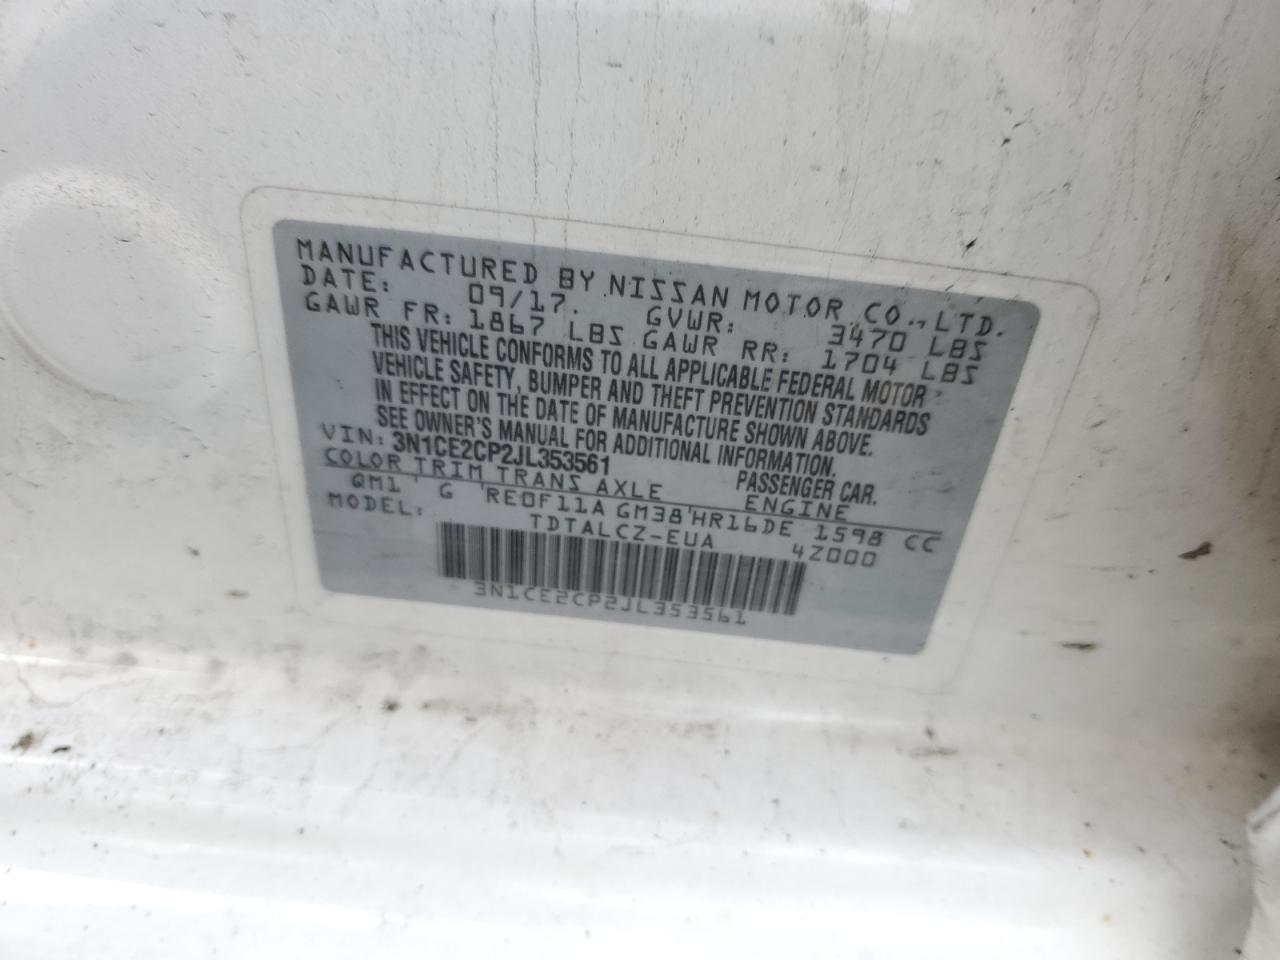 MANUFACTURED BY NISSAN MOTOR CO., LTD.
DATE: 09/17. GVWR: 3470 LBS
GAWR FR: 1867 LBS GAWR RR: 1704 LBS
THIS VEHICLE CONFORMS TO ALL APPLICABLE FEDERAL MOTOR
VEHICLE SAFETY, BUMPER AND THEFT PREVENTION STANDARDS
IN EFFECT ON THE DATE OF MANUFACTURE SHOWN ABOVE.
SEE OWNER'S MANUAL FOR ADDITIONAL INFORMATION.
VIN: 3N1CE2CP2JL353561 PASSENGER CAR.
COLOR TRIM TRANS AXLE ENGINE
QM1 ' G 'RE0F11A GM38'HR16DE 1598 CC
MODEL: TDTALCZ-EUA 4Z000
3N1CE2CP2JL353561